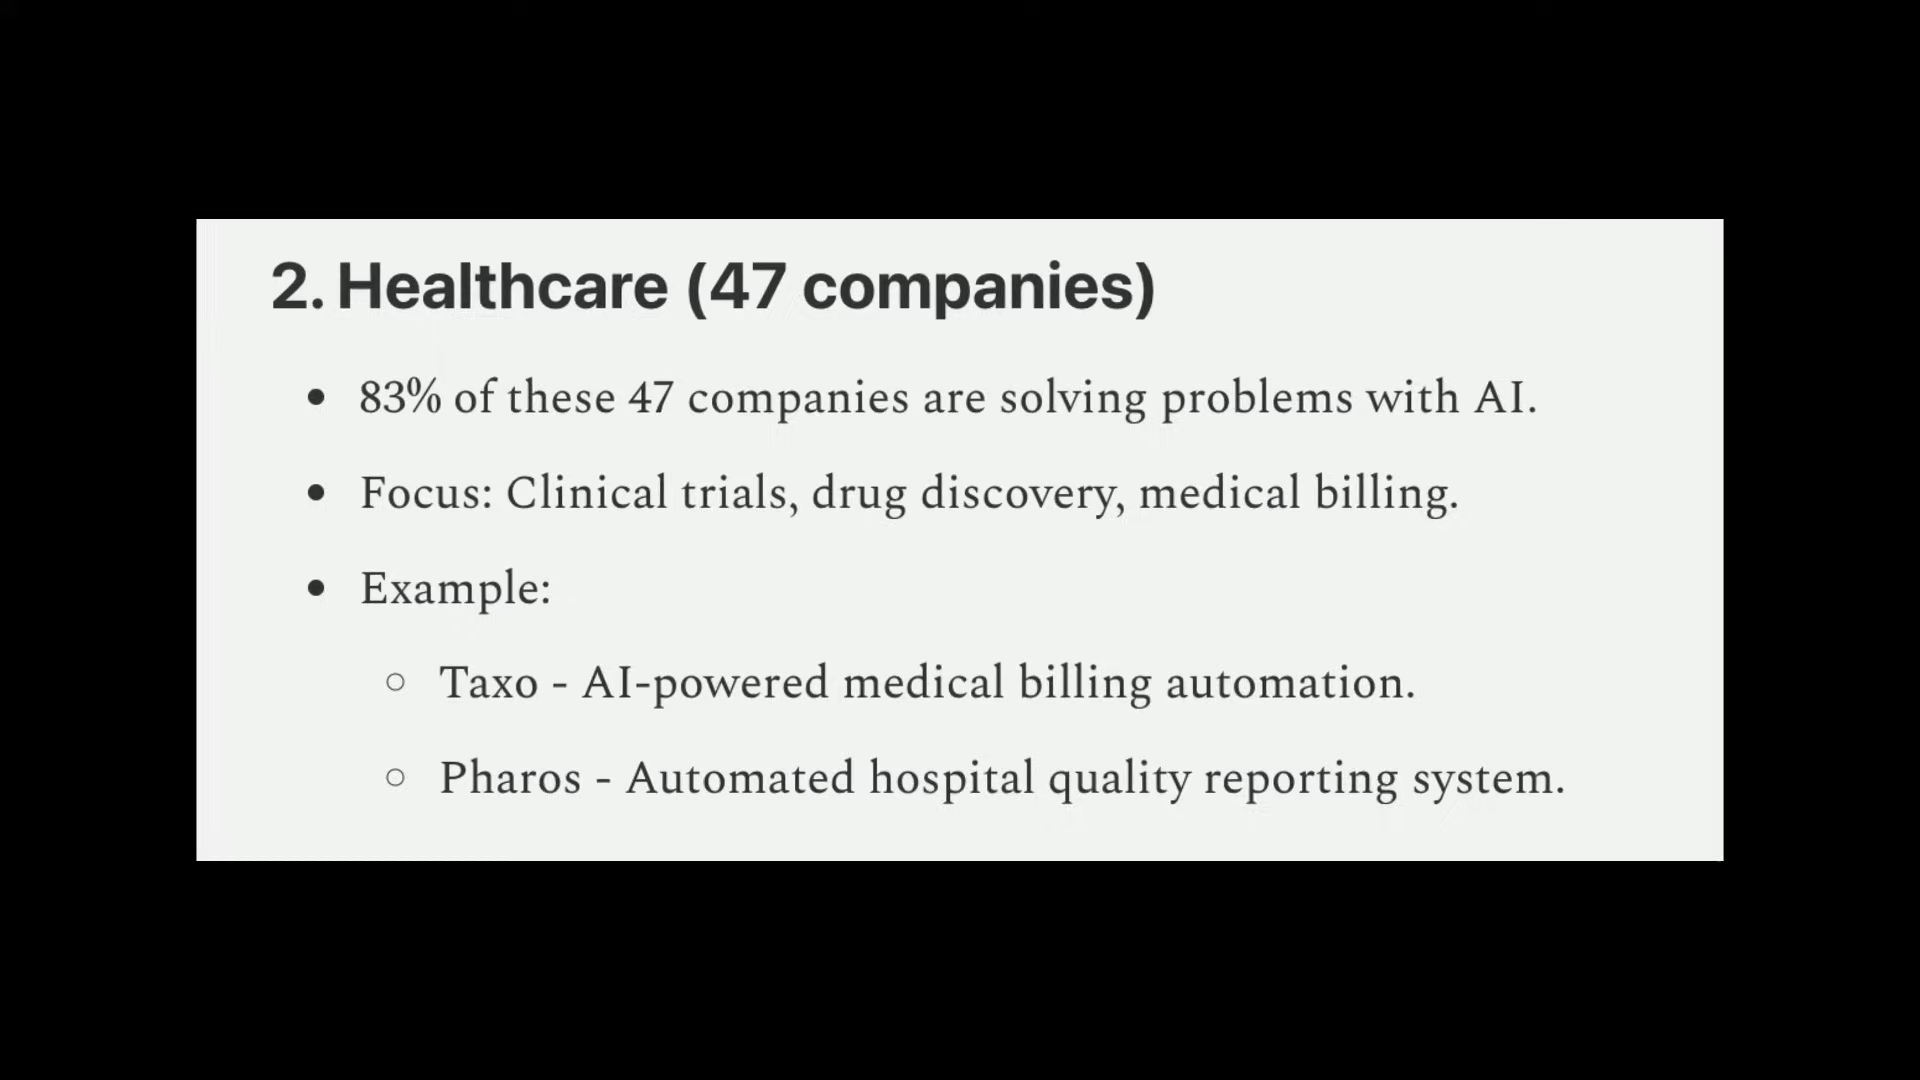 2. Healthcare (47 companies)
• 83% of these 47 companies are solving problems with AI.
• Focus: Clinical trials, drug discovery, medical billing.
• Example:
○ Taxo - AI-powered medical billing automation.
○ Pharos - Automated hospital quality reporting system.